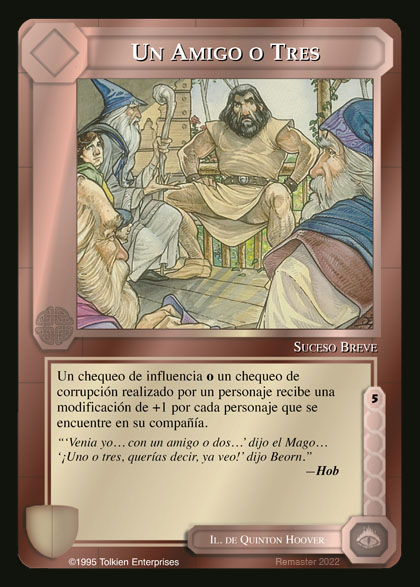 Un Amigo o Tres
Suceso Breve
Un chequeo de influencia o un chequeo de
corrupción realizado por un personaje recibe una
modificación de +1 por cada personaje que se
encuentre en su compañía.
“‘Venia yo… con un amigo o dos…’ dijo el Mago…
‘¡Uno o tres, querías decir, ya veo!’ dijo Beorn.”
—Hob
5
Il. de Quinton Hoover
©1995 Tolkien Enterprises
Remaster 2022